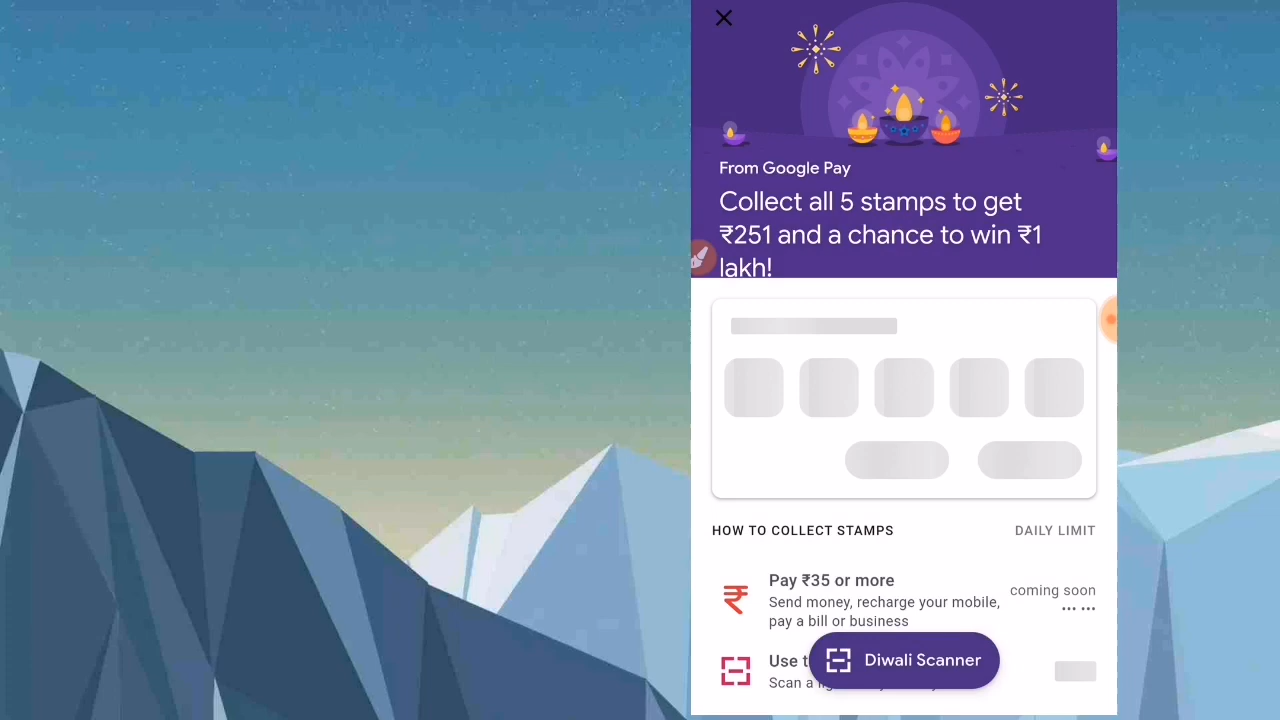 From Google Pay
Collect all 5 stamps to get
₹251 and a chance to win ₹1
lakh!
HOW TO COLLECT STAMPS DAILY LIMIT
Pay ₹35 or more
Send money, recharge your mobile,
pay a bill or business
coming soon
Diwali Scanner
Use
Scan a